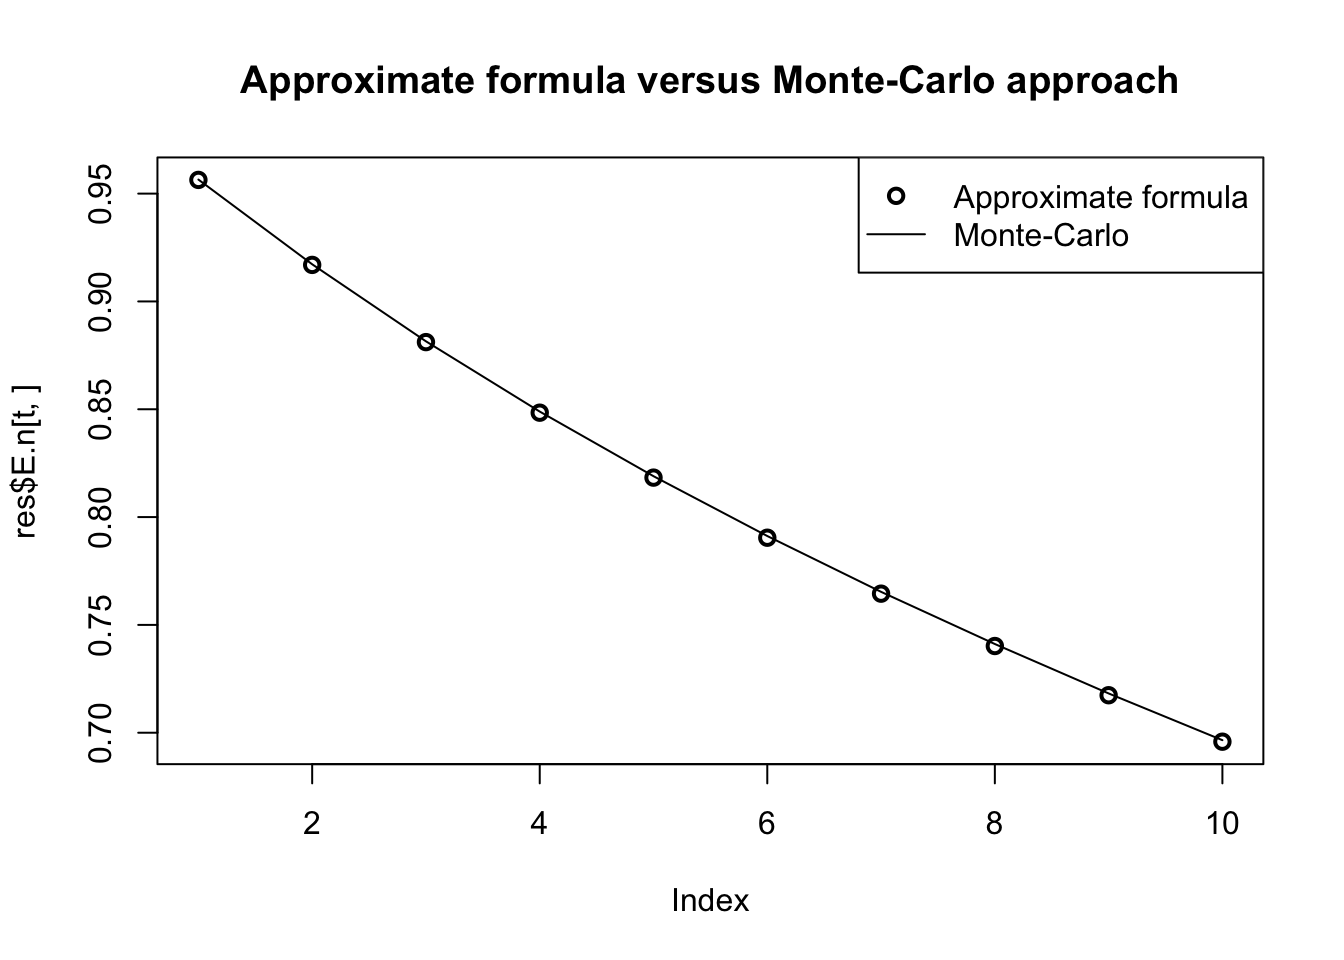 Approximate formula versus Monte-Carlo approach
Approximate formula
Monte-Carlo
res$E.n[t, ]
0.95
0.90
0.85
0.80
0.75
0.70
2
4
6
8
10
Index